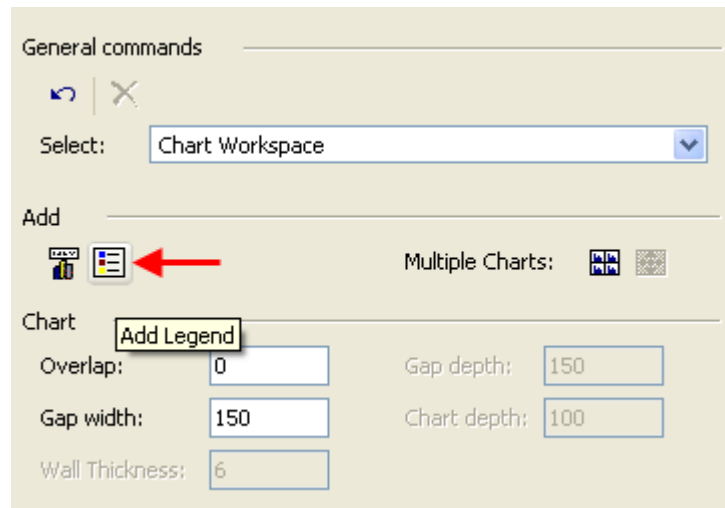 General commands
Select: Chart Workspace
Add
Multiple Charts:
Chart
Add Legend
Overlap: 0 Gap depth: 150
Gap width: 150 Chart depth: 100
Wall Thickness: 6